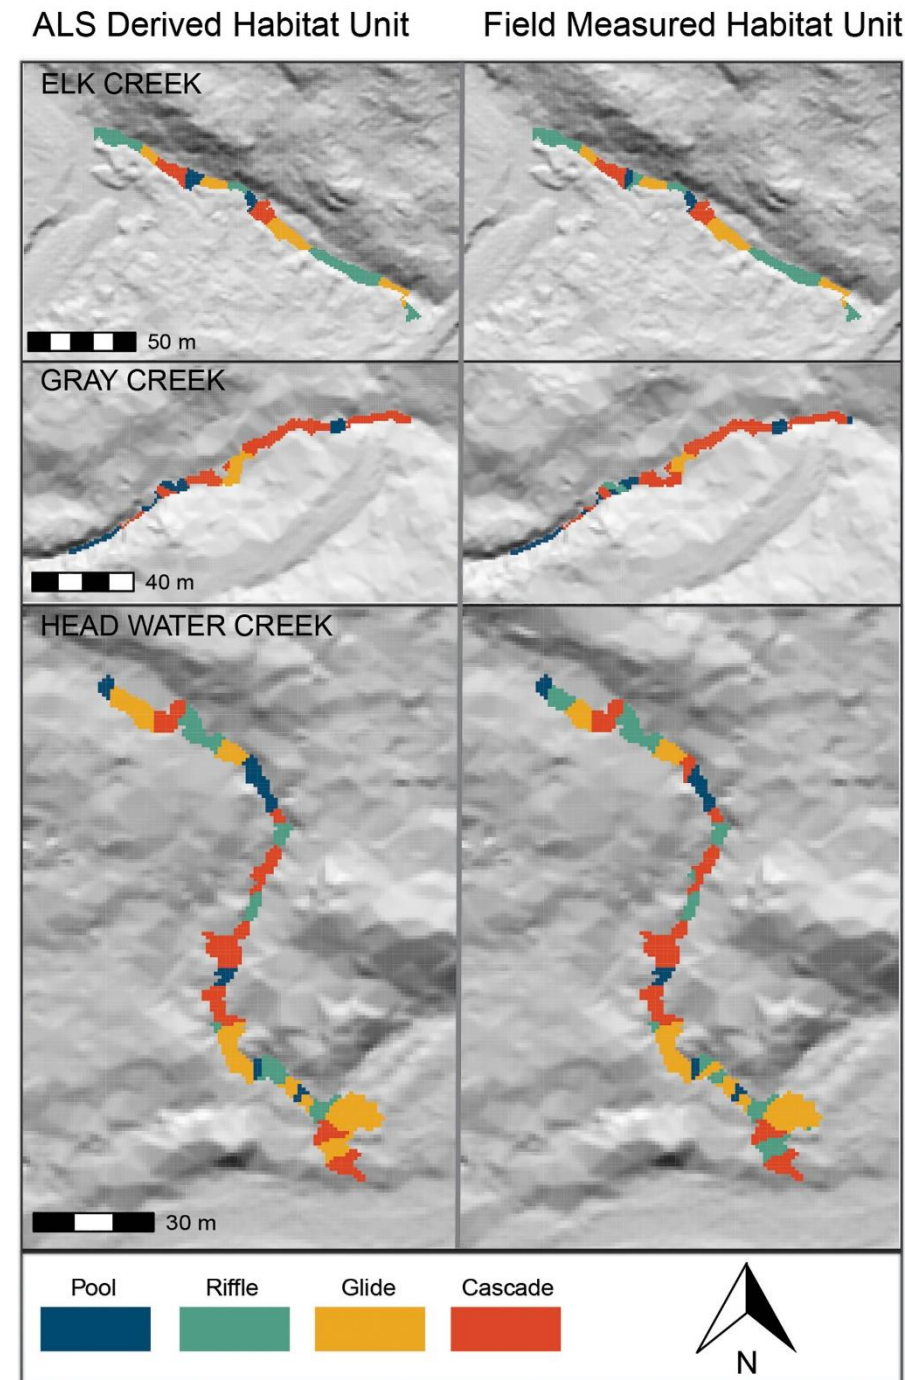 ALS Derived Habitat Unit
Field Measured Habitat Unit
ELK CREEK
50 m
GRAY CREEK
40 m
HEAD WATER CREEK
30 m
Pool
Riffle
Glide
Cascade
N